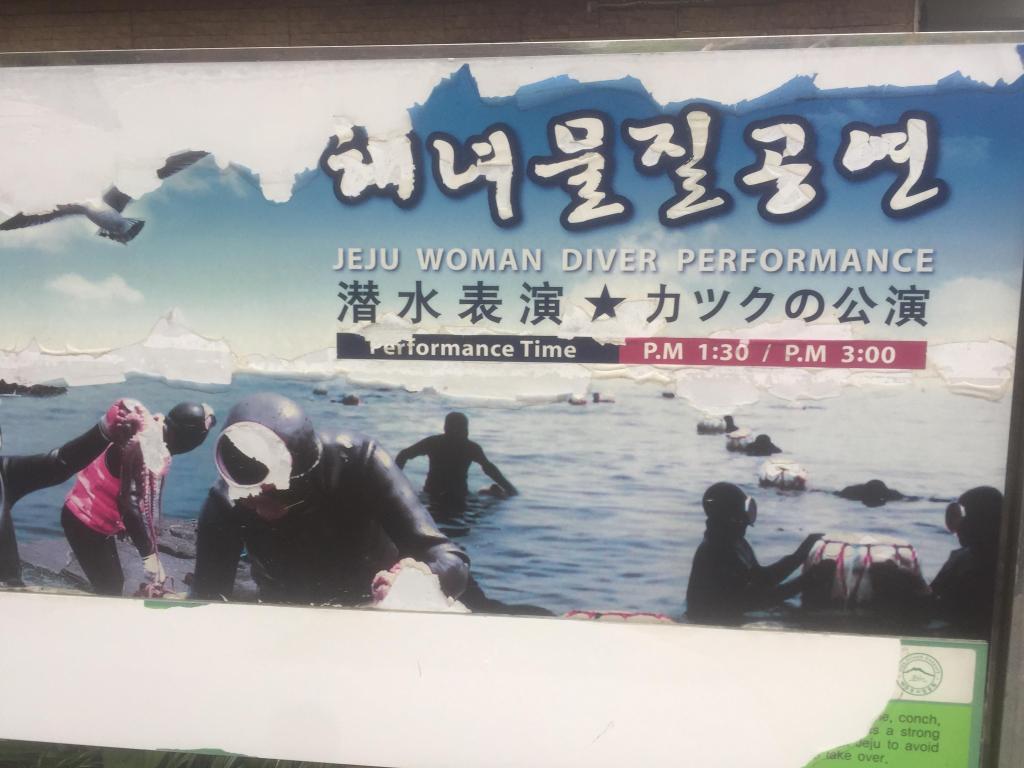 해녀물질공연
JEJU WOMAN DIVER PERFORMANCE
潜水表演 ★ カツクの公演
Performance Time P.M 1:30 / P.M 3:00
conch,
a strong
Jeju to avoid
take over.